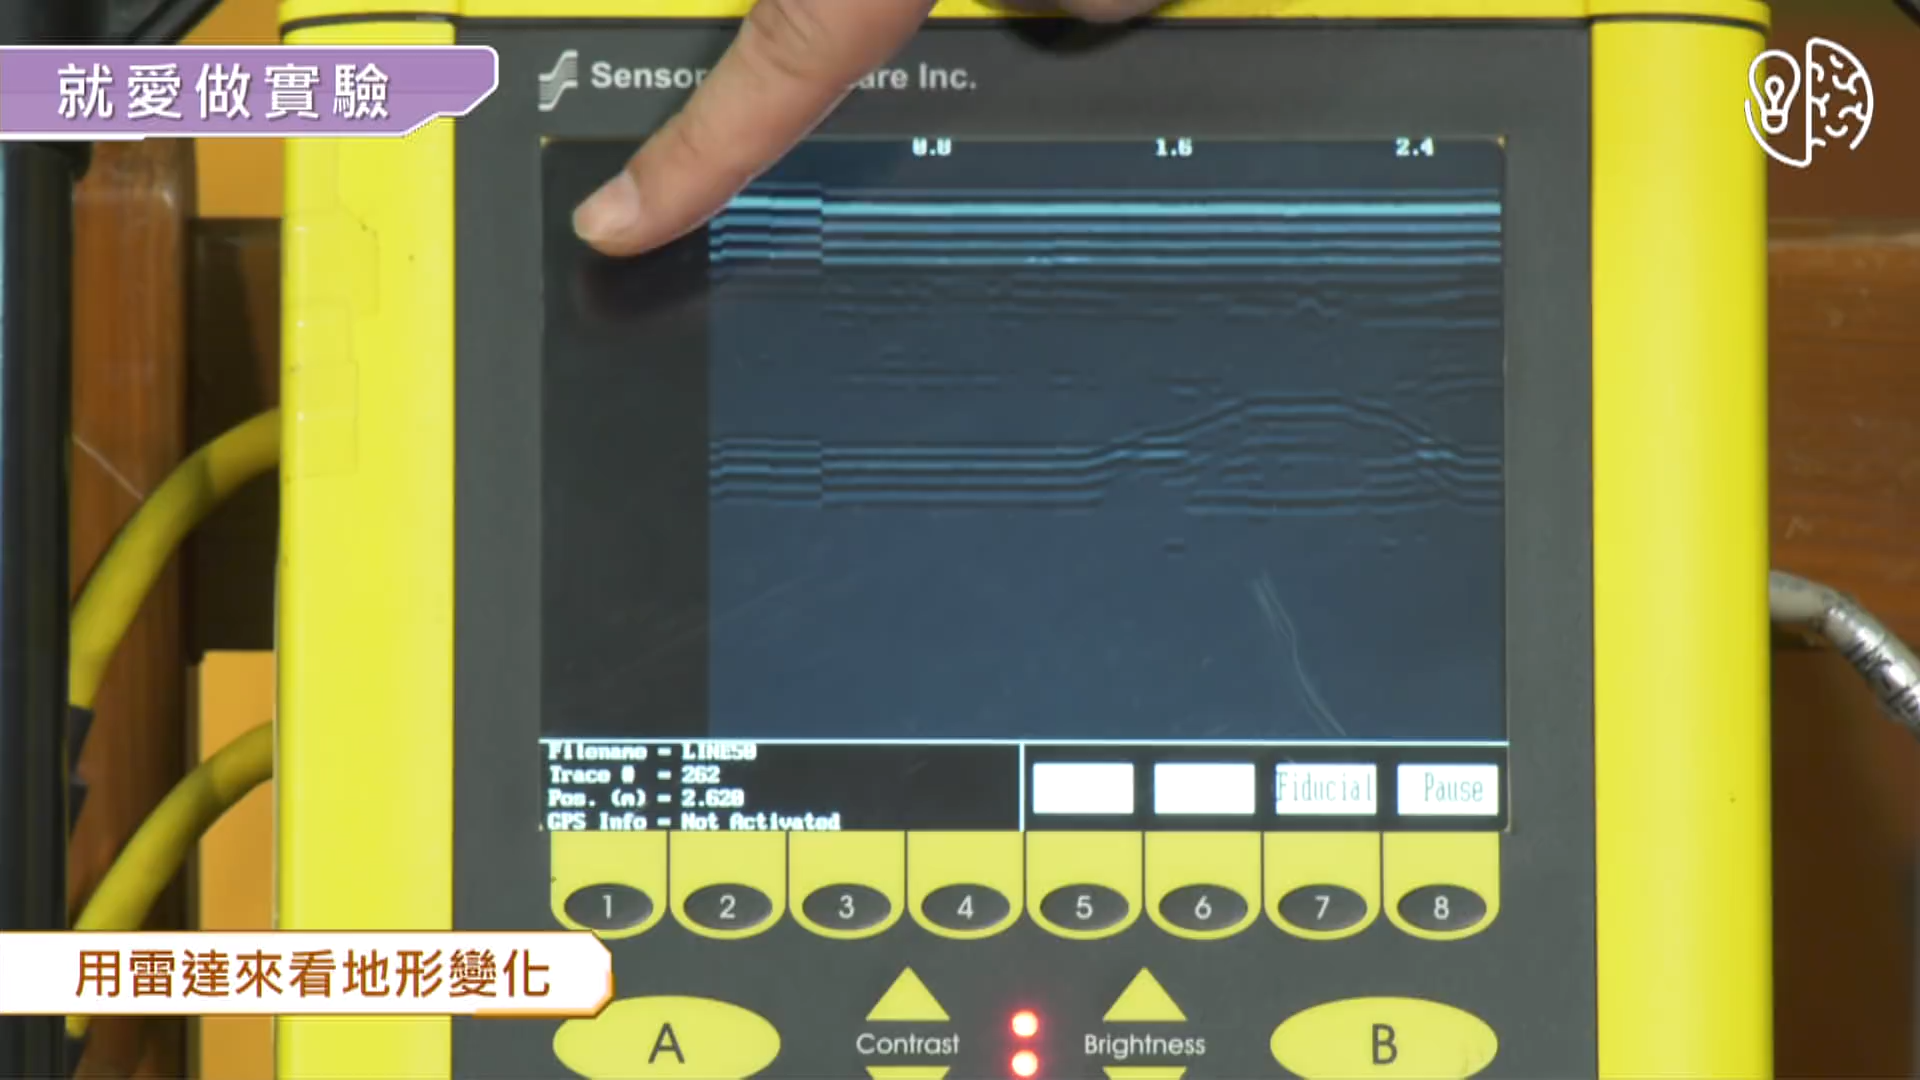 就愛做實驗
0.8 1.6 2.4
Filename = LINE50
Trace # = 262
Pos. (m) = 2.620
GPS Info = Not Activated
Fiducial Pause
1 2 3 4 5 6 7 8
用雷達來看地形變化
A Contrast Brightness B
Inc.